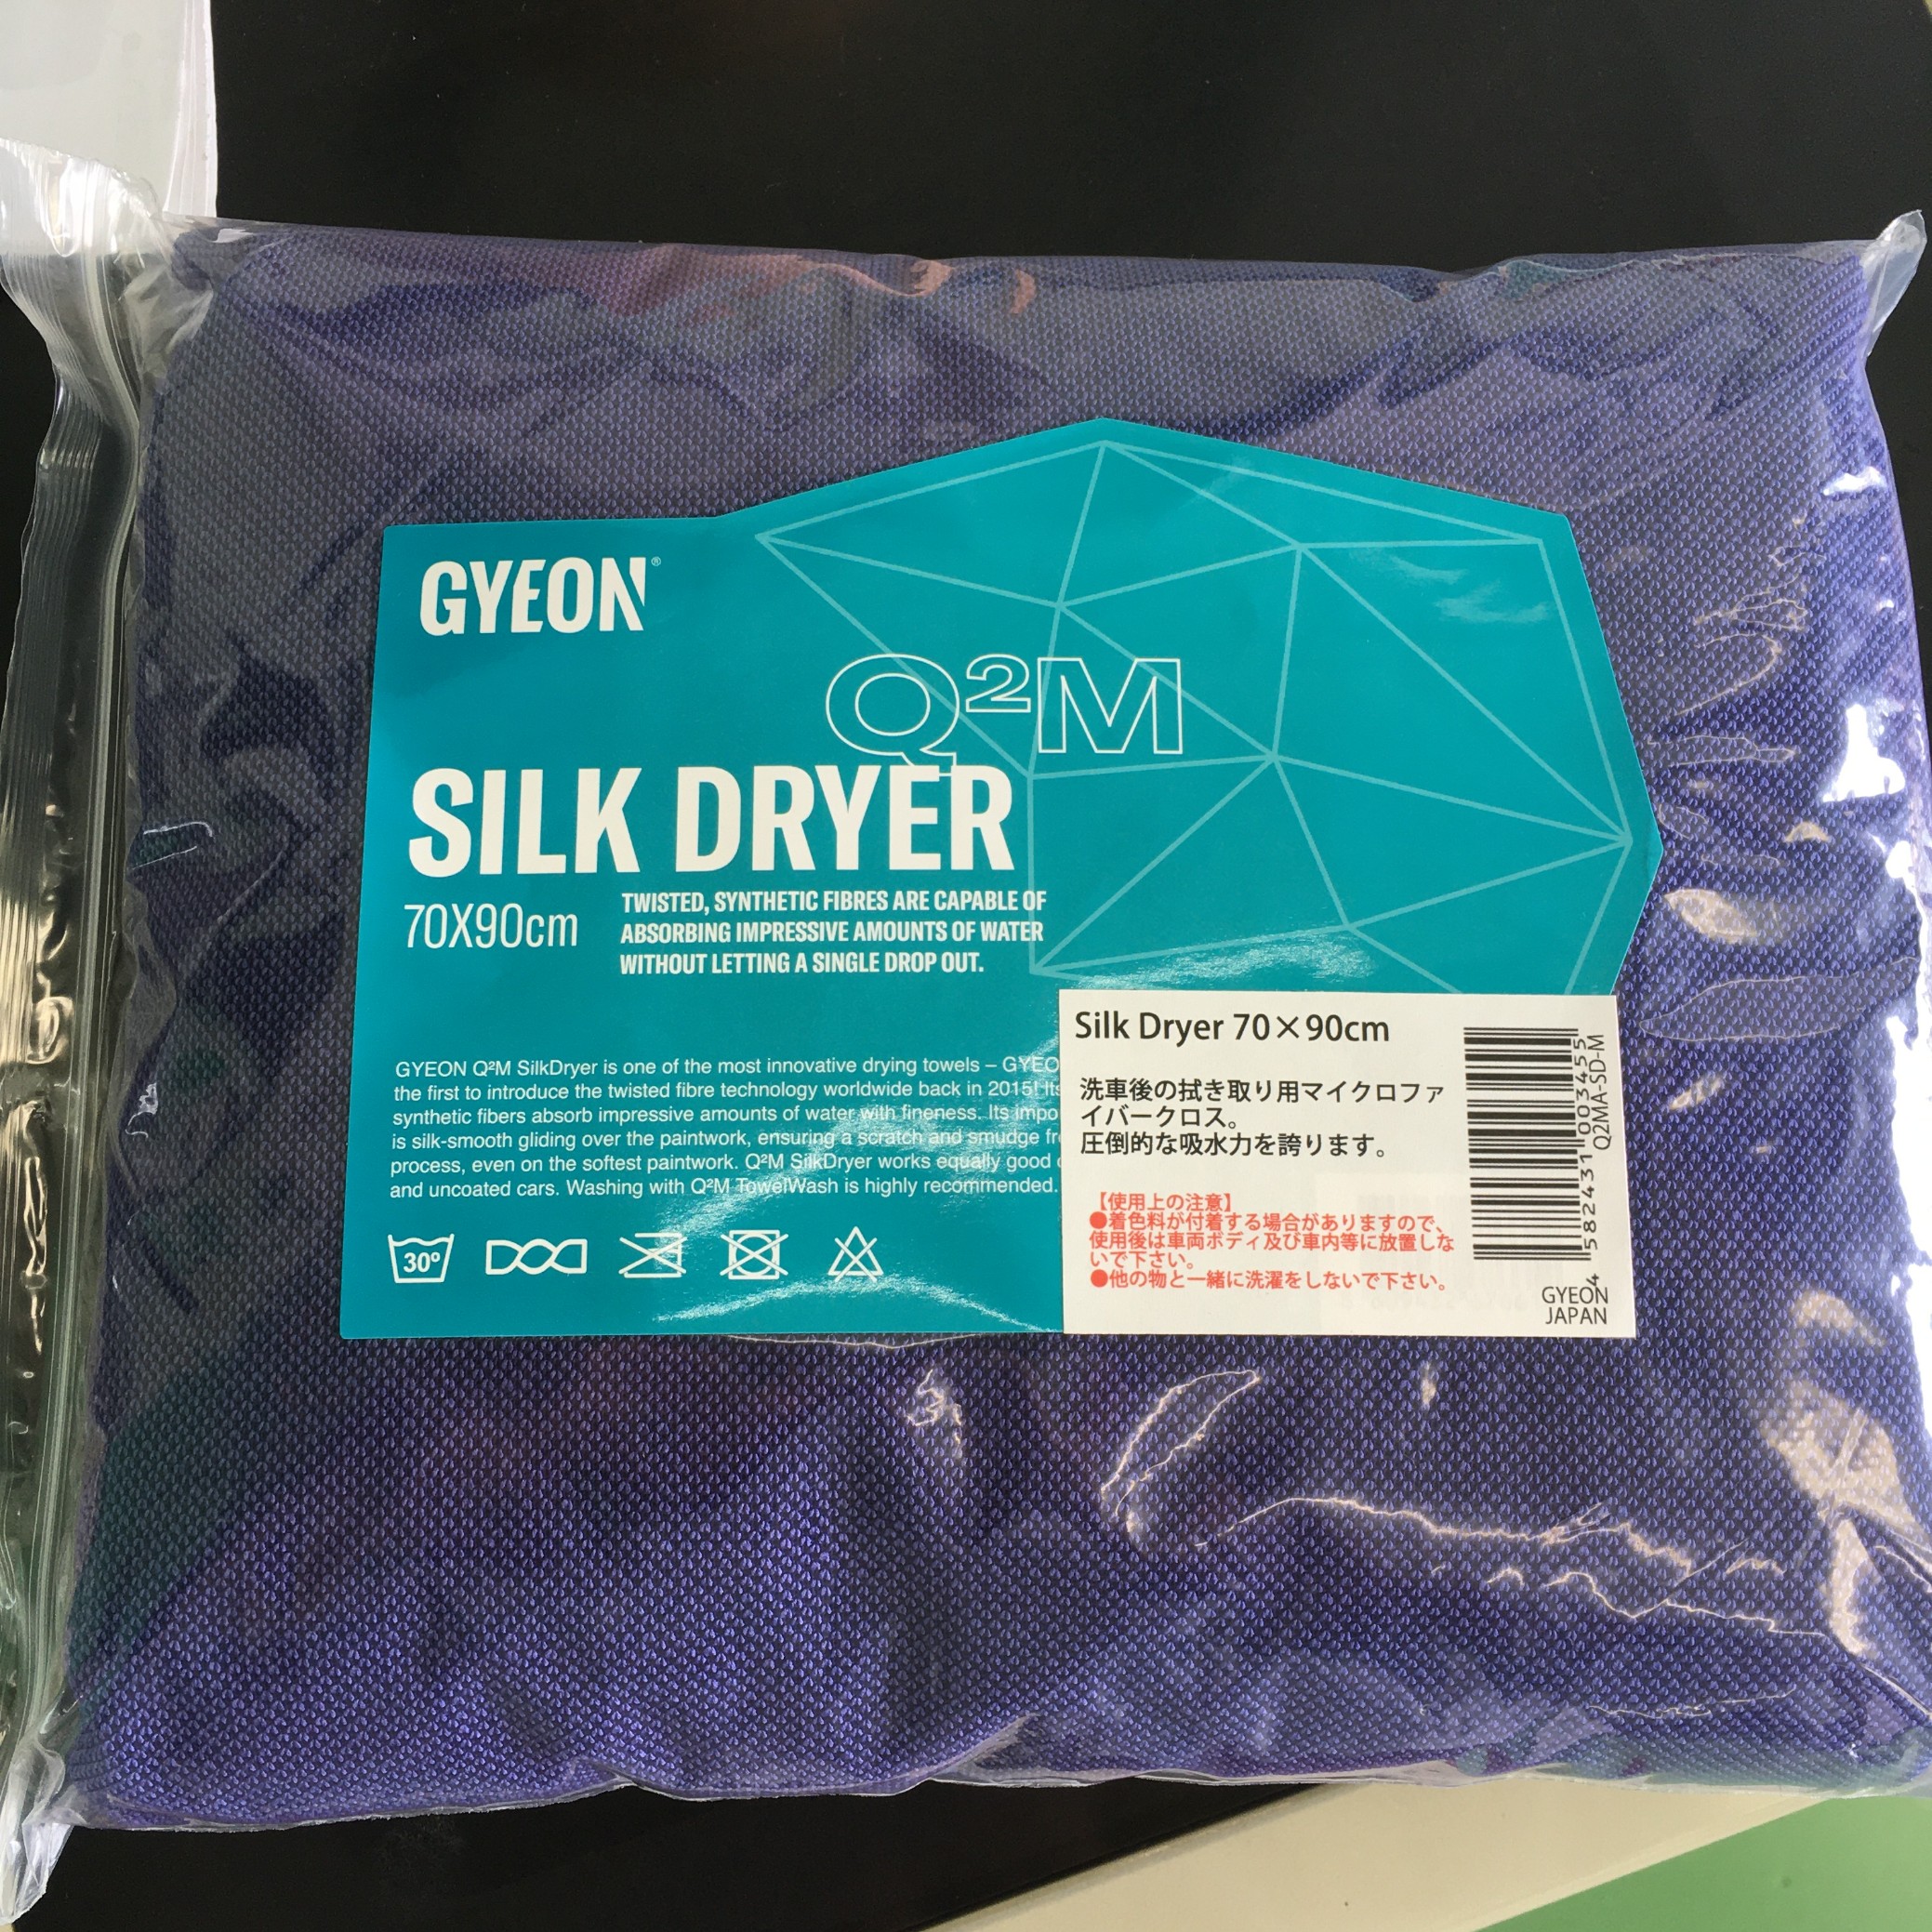 GYEON®
Q²M
SILK DRYER
70X90cm
TWISTED, SYNTHETIC FIBRES ARE CAPABLE OF
ABSORBING IMPRESSIVE AMOUNTS OF WATER
WITHOUT LETTING A SINGLE DROP OUT.
GYEON Q²M SilkDryer is one of the most innovative drying towels – GYEO
the first to introduce the twisted fibre technology worldwide back in 2015! Its
synthetic fibers absorb impressive amounts of water with fineness. Its impo
is silk-smooth gliding over the paintwork, ensuring a scratch and smudge fr
process, even on the softest paintwork. Q²M SilkDryer works equally good
and uncoated cars. Washing with Q²M TowelWash is highly recommended.
30º
Silk Dryer 70×90cm
洗車後の拭き取り用マイクロファ
イバークロス。
圧倒的な吸水力を誇ります。
【使用上の注意】
●着色料が付着する場合がありますので、
使用後は車両ボディ及び車内等に放置しな
いで下さい。
●他の物と一緒に洗濯をしないで下さい。
4 582431 003455
Q2MA-SD-M
GYEON
JAPAN